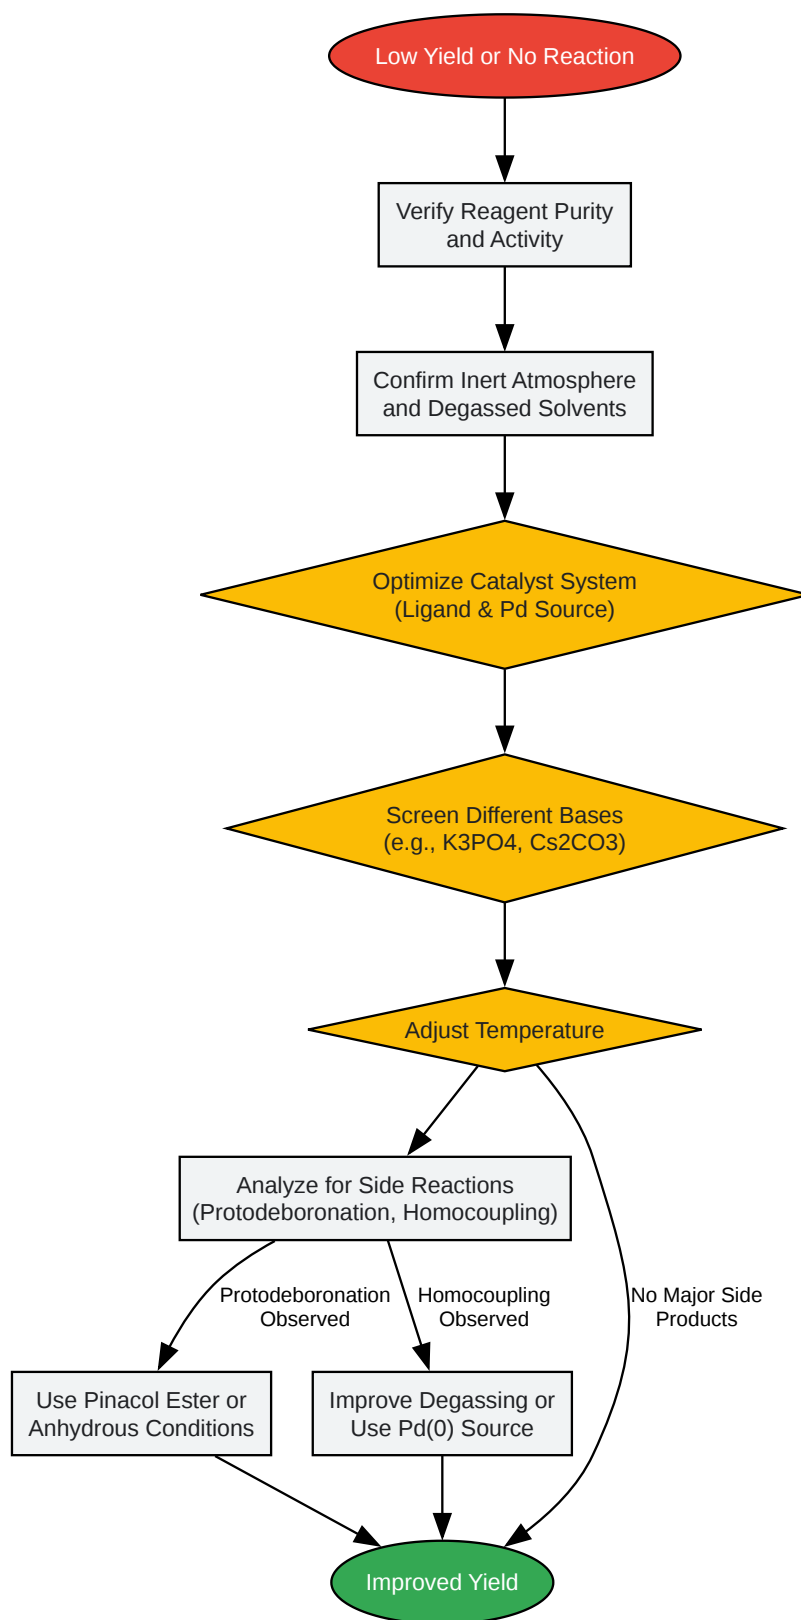 Low Yield or No Reaction
Verify Reagent Purity
and Activity
Confirm Inert Atmosphere
and Degassed Solvents
Optimize Catalyst System
(Ligand & Pd Source)
Screen Different Bases
(e.g., K3PO4, Cs2CO3)
Adjust Temperature
Analyze for Side Reactions
(Protodeboronation, Homocoupling)
Protodeboronation
Observed
Homocoupling
Observed
No Major Side
Products
Use Pinacol Ester or
Anhydrous Conditions
Improve Degassing or
Use Pd(0) Source
Improved Yield